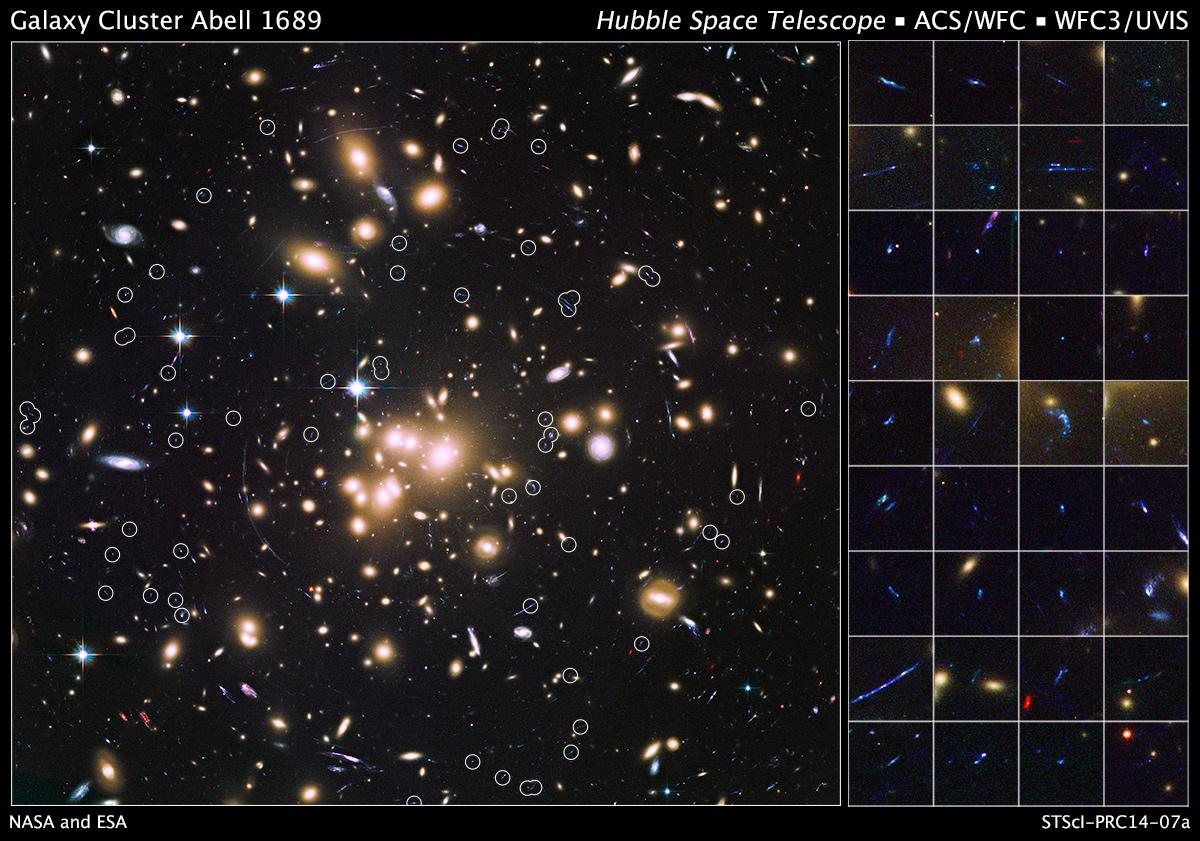 Galaxy Cluster Abell 1689
Hubble Space Telescope ▪ ACS/WFC ▪ WFC3/UVIS
NASA and ESA
STScI-PRC14-07a